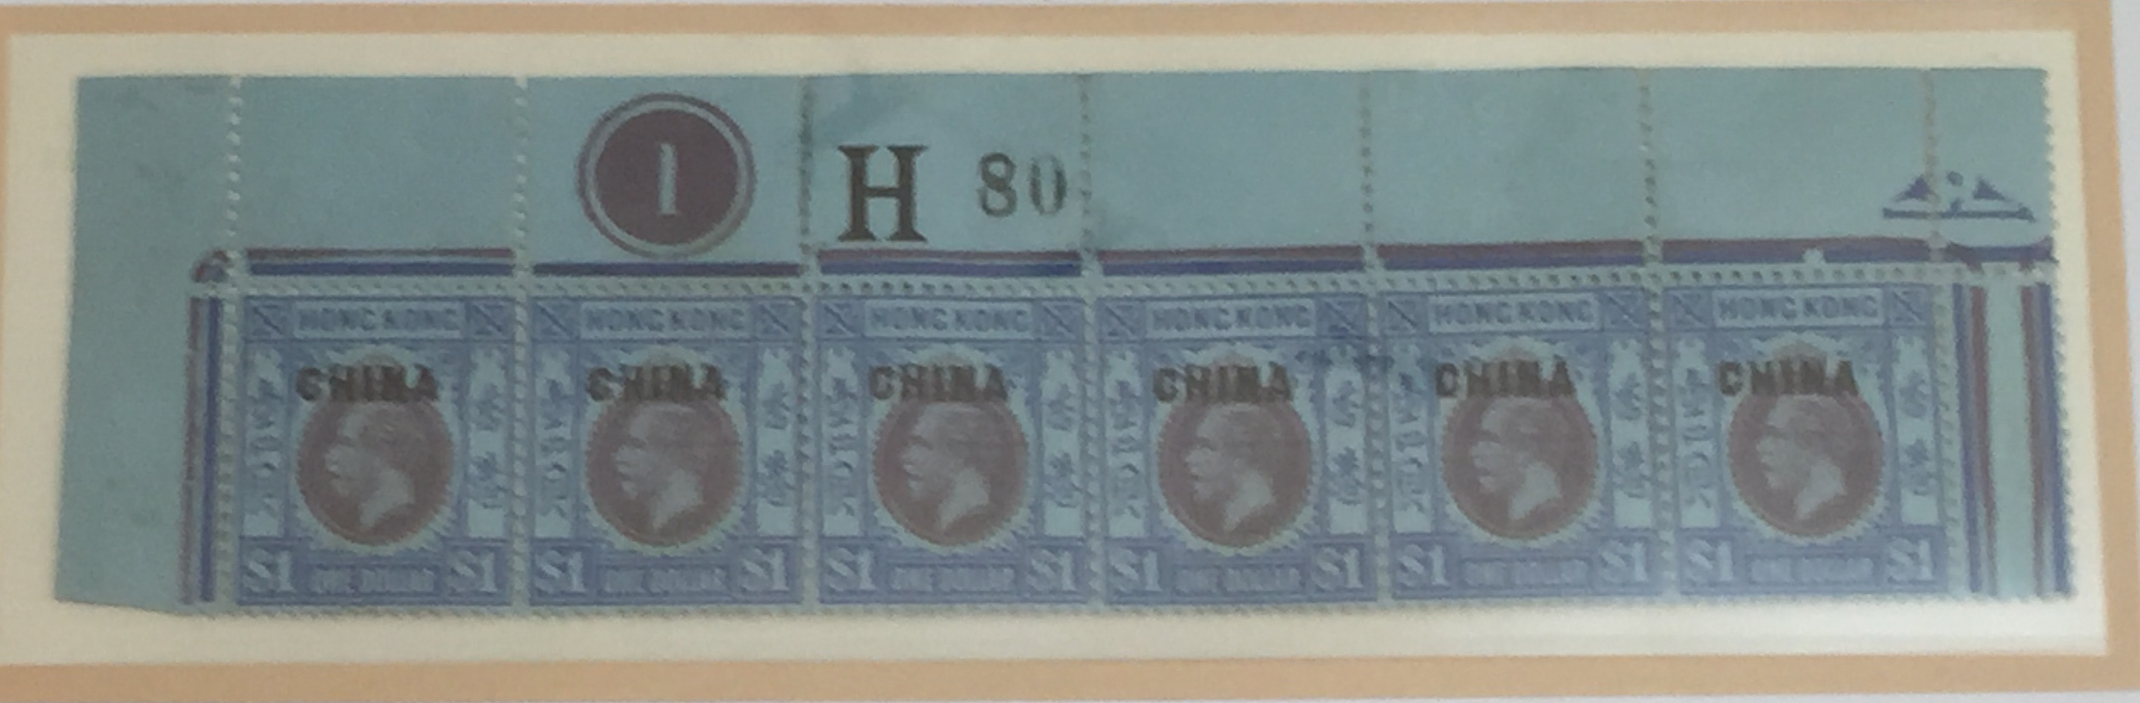 1 H 80
HONG KONG HONG KONG HONG KONG HONG KONG HONG KONG HONG KONG
CHINA CHINA CHINA CHINA CHINA CHINA
$1 ONE DOLLAR $1 $1 ONE DOLLAR $1 $1 ONE DOLLAR $1 $1 ONE DOLLAR $1 $1 ONE DOLLAR $1 $1 ONE DOLLAR $1